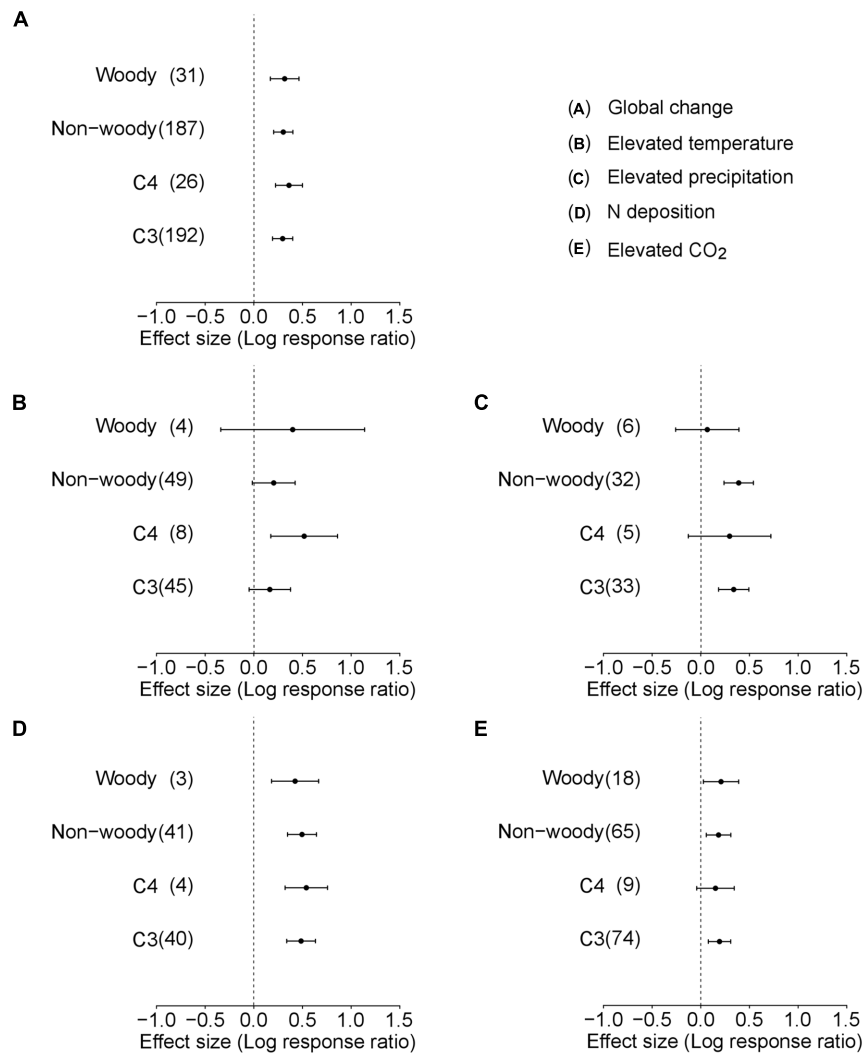 A
Woody (31)
Non−woody(187)
C4 (26)
C3(192)
−1.0 −0.5 0.0 0.5 1.0 1.5
Effect size (Log response ratio)
(A) Global change
(B) Elevated temperature
(C) Elevated precipitation
(D) N deposition
(E) Elevated CO2
B
Woody (4)
Non−woody(49)
C4 (8)
C3(45)
−1.0 −0.5 0.0 0.5 1.0 1.5
Effect size (Log response ratio)
C
Woody (6)
Non−woody(32)
C4 (5)
C3(33)
−1.0 −0.5 0.0 0.5 1.0 1.5
Effect size (Log response ratio)
D
Woody (3)
Non−woody(41)
C4 (4)
C3(40)
−1.0 −0.5 0.0 0.5 1.0 1.5
Effect size (Log response ratio)
E
Woody(18)
Non−woody(65)
C4 (9)
C3(74)
−1.0 −0.5 0.0 0.5 1.0 1.5
Effect size (Log response ratio)